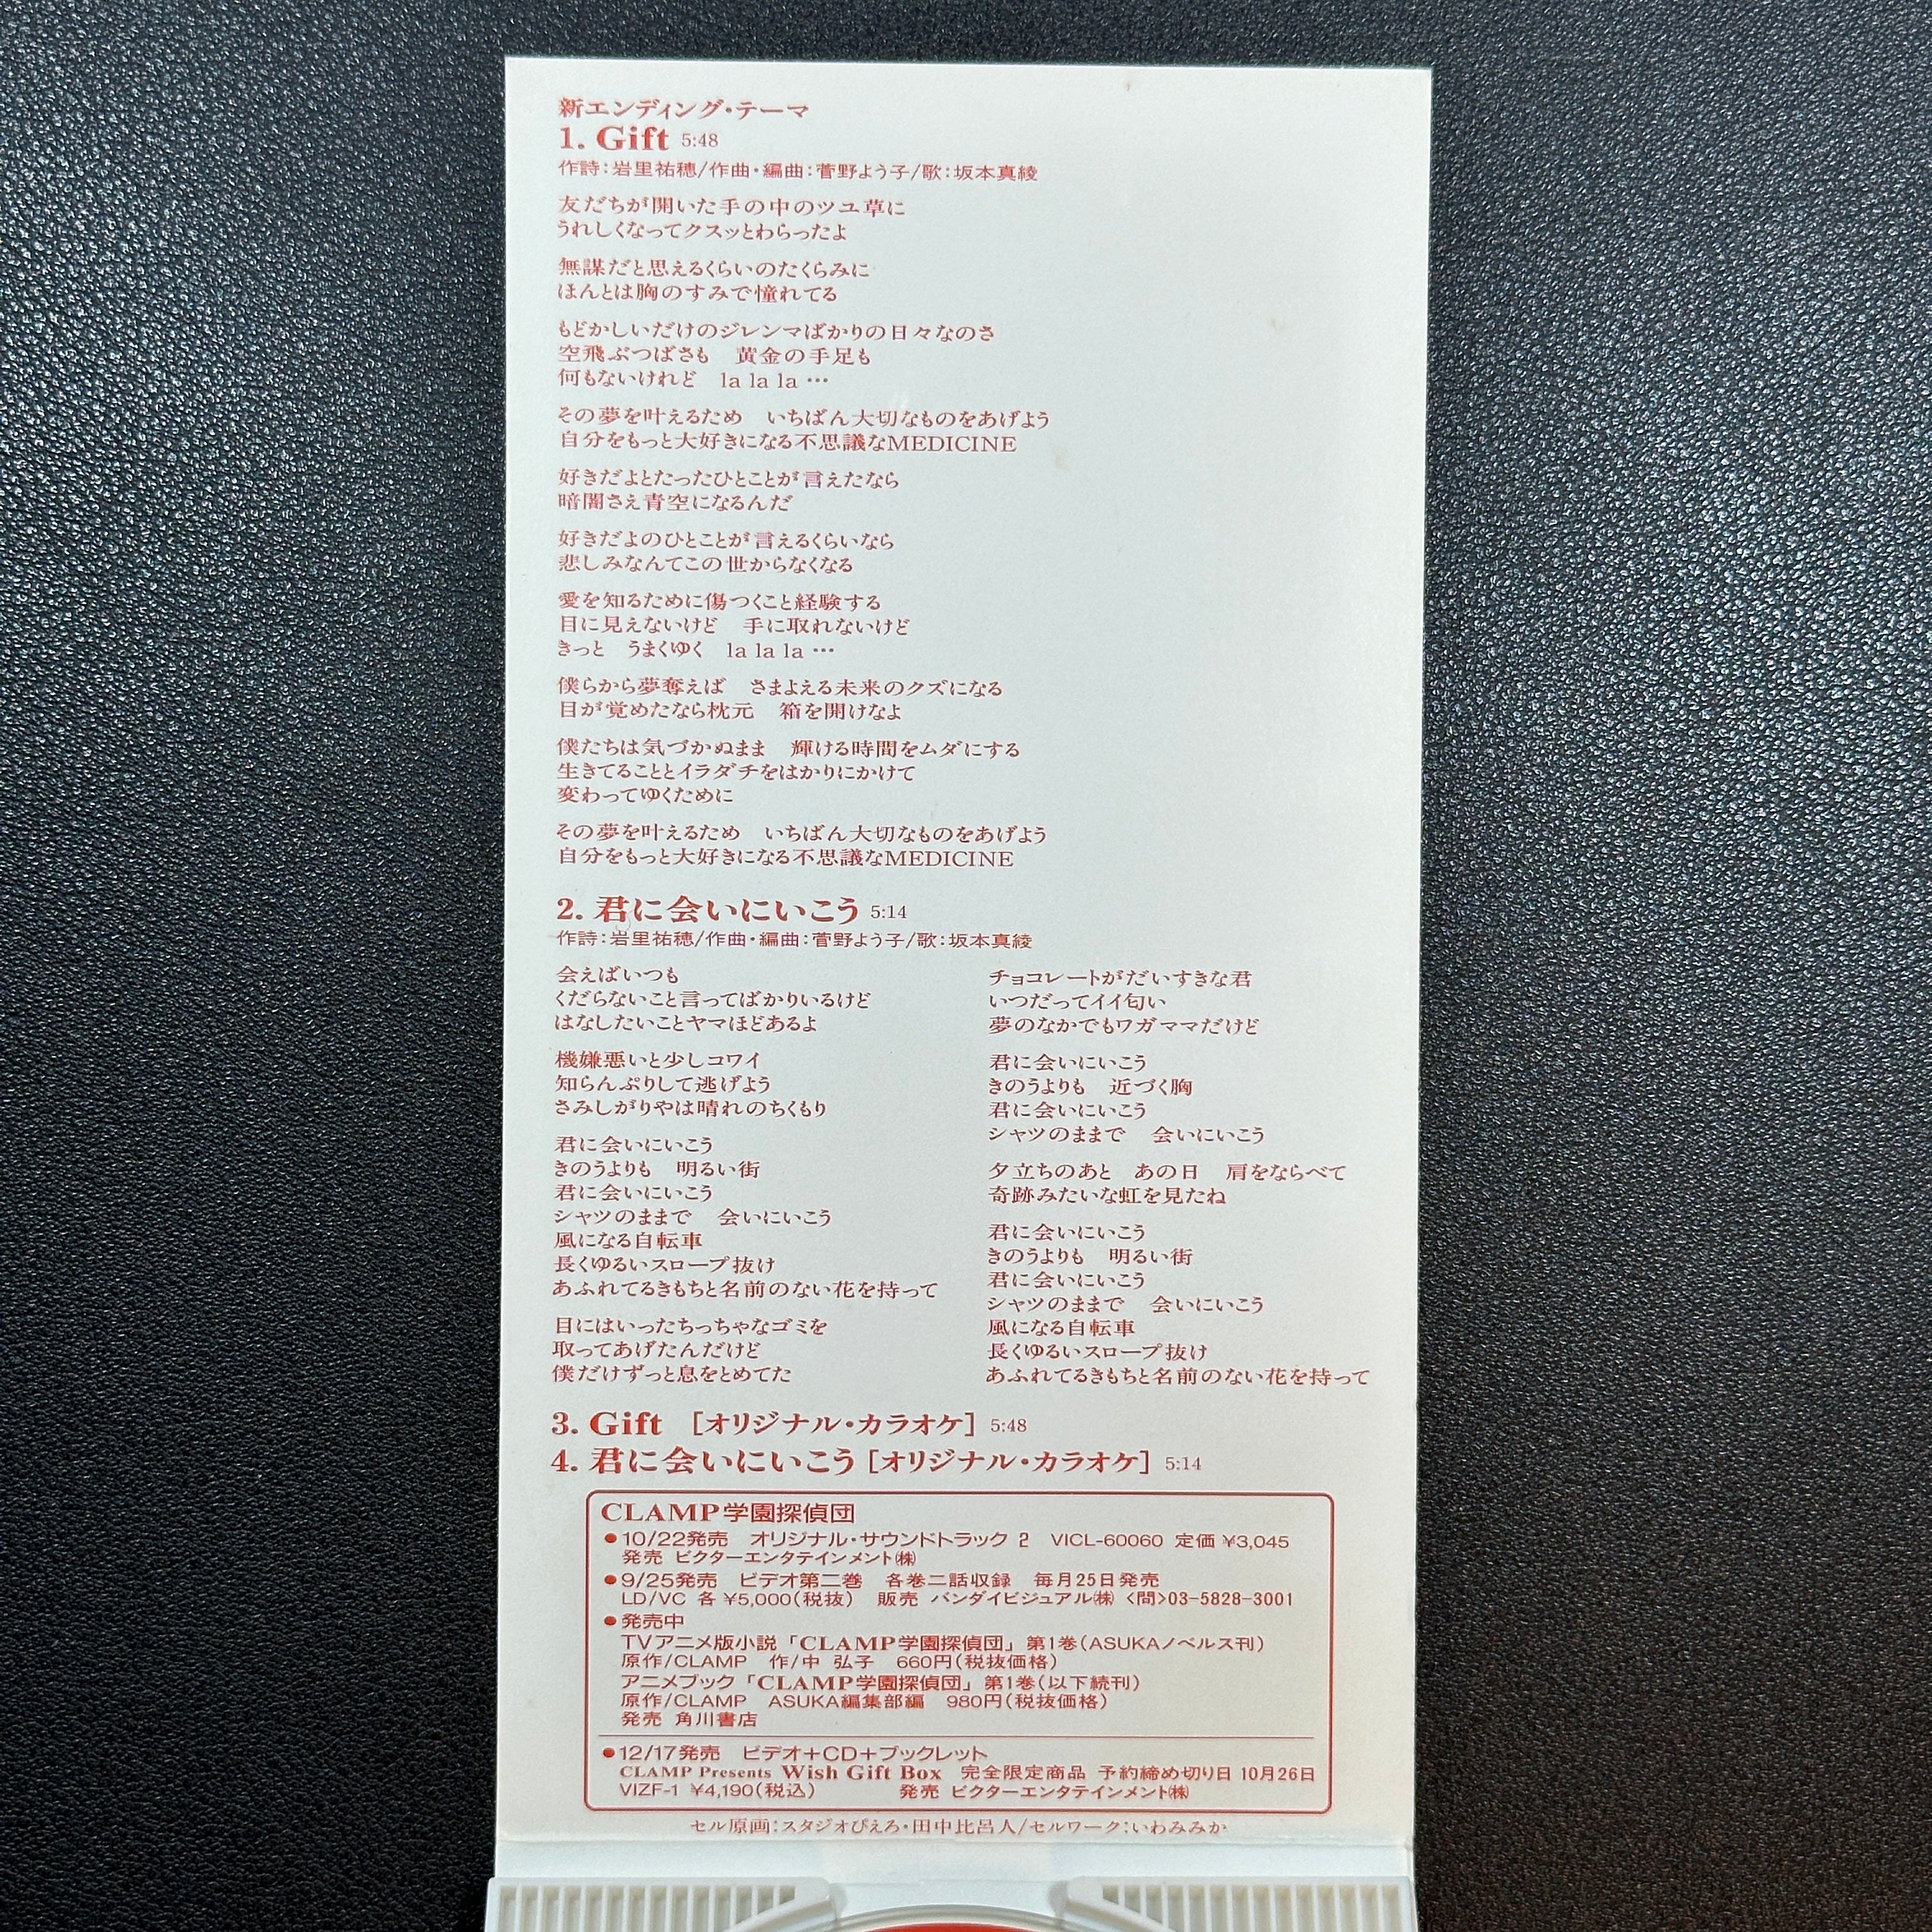 新エンディング・テーマ
1. Gift 5:48
作詩：岩里祐穂/作曲・編曲：菅野よう子/歌：坂本真綾
友だちが開いた手の中のツユ草に
うれしくなってクスッとわらったよ
無謀だと思えるくらいのたくらみに
ほんとは胸のすみで憧れてる
もどかしいだけのジレンマばかりの日々なのさ
空飛ぶつばさも　黄金の手足も
何もないけれど　la la la …
その夢を叶えるため　いちばん大切なものをあげよう
自分をもっと大好きになる不思議なMEDICINE
好きだよとたったひとことが言えたなら
暗闇さえ青空になるんだ
好きだよのひとことが言えるくらいなら
悲しみなんてこの世からなくなる
愛を知るために傷つくこと経験する
目に見えないけど　手に取れないけど
きっと　うまくゆく　la la la …
僕らから夢奪えば　さまよえる未来のクズになる
目が覚めたなら枕元　箱を開けなよ
僕たちは気づかぬまま　輝ける時間をムダにする
生きてることとイラダチをはかりにかけて
変わってゆくために
その夢を叶えるため　いちばん大切なものをあげよう
自分をもっと大好きになる不思議なMEDICINE
2. 君に会いにいこう 5:14
作詩：岩里祐穂/作曲・編曲：菅野よう子/歌：坂本真綾
会えばいつも
くだらないこと言ってばかりいるけど
はなしたいことヤマほどあるよ
機嫌悪いと少しコワイ
知らんぷりして逃げよう
さみしがりやは晴れのちくもり
君に会いにいこう
きのうよりも　明るい街
君に会いにいこう
シャツのままで　会いにいこう
風になる自転車
長くゆるいスロープ抜け
あふれてるきもちと名前のない花を持って
目にはいったちっちゃなゴミを
取ってあげたんだけど
僕だけずっと息をとめてた
チョコレートがだいすきな君
いつだってイイ匂い
夢のなかでもワガママだけど
君に会いにいこう
きのうよりも　近づく胸
君に会いにいこう
シャツのままで　会いにいこう
夕立ちのあと　あの日　肩をならべて
奇跡みたいな虹を見たね
君に会いにいこう
きのうよりも　明るい街
君に会いにいこう
シャツのままで　会いにいこう
風になる自転車
長くゆるいスロープ抜け
あふれてるきもちと名前のない花を持って
3. Gift ［オリジナル・カラオケ］ 5:48
4. 君に会いにいこう［オリジナル・カラオケ］ 5:14
CLAMP学園探偵団
●10/22発売　オリジナル・サウンドトラック 2　VICL-60060 定価 ¥3,045
発売 ビクターエンタテインメント㈱
●9/25発売　ビデオ第二巻　各巻二話収録　毎月25日発売
LD/VC 各 ¥5,000（税抜）　販売 バンダイビジュアル㈱ 〈問〉03-5828-3001
●発売中
TVアニメ版小説「CLAMP学園探偵団」第1巻（ASUKAノベルス刊）
原作/CLAMP　作/中 弘子　660円（税抜価格）
アニメブック「CLAMP学園探偵団」第1巻（以下続刊）
原作/CLAMP　ASUKA編集部編　980円（税抜価格）
発売 角川書店
●12/17発売　ビデオ＋CD＋ブックレット
CLAMP Presents Wish Gift Box　完全限定商品　予約締め切り日 10月26日
VIZF-1 ¥4,190（税込）　発売 ビクターエンタテインメント㈱
セル原画：スタジオぴえろ・田中比呂人/セルワーク：いわみみか